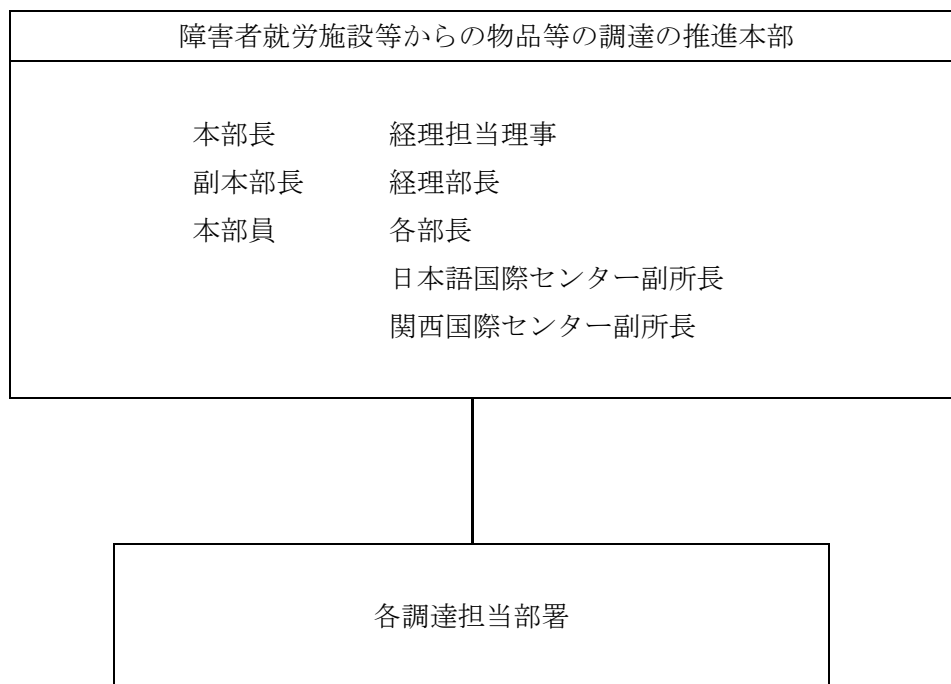 障害者就労施設等からの物品等の調達の推進本部
本部長 経理担当理事
副本部長 経理部長
本部員 各部長
日本語国際センター副所長
関西国際センター副所長
各調達担当部署